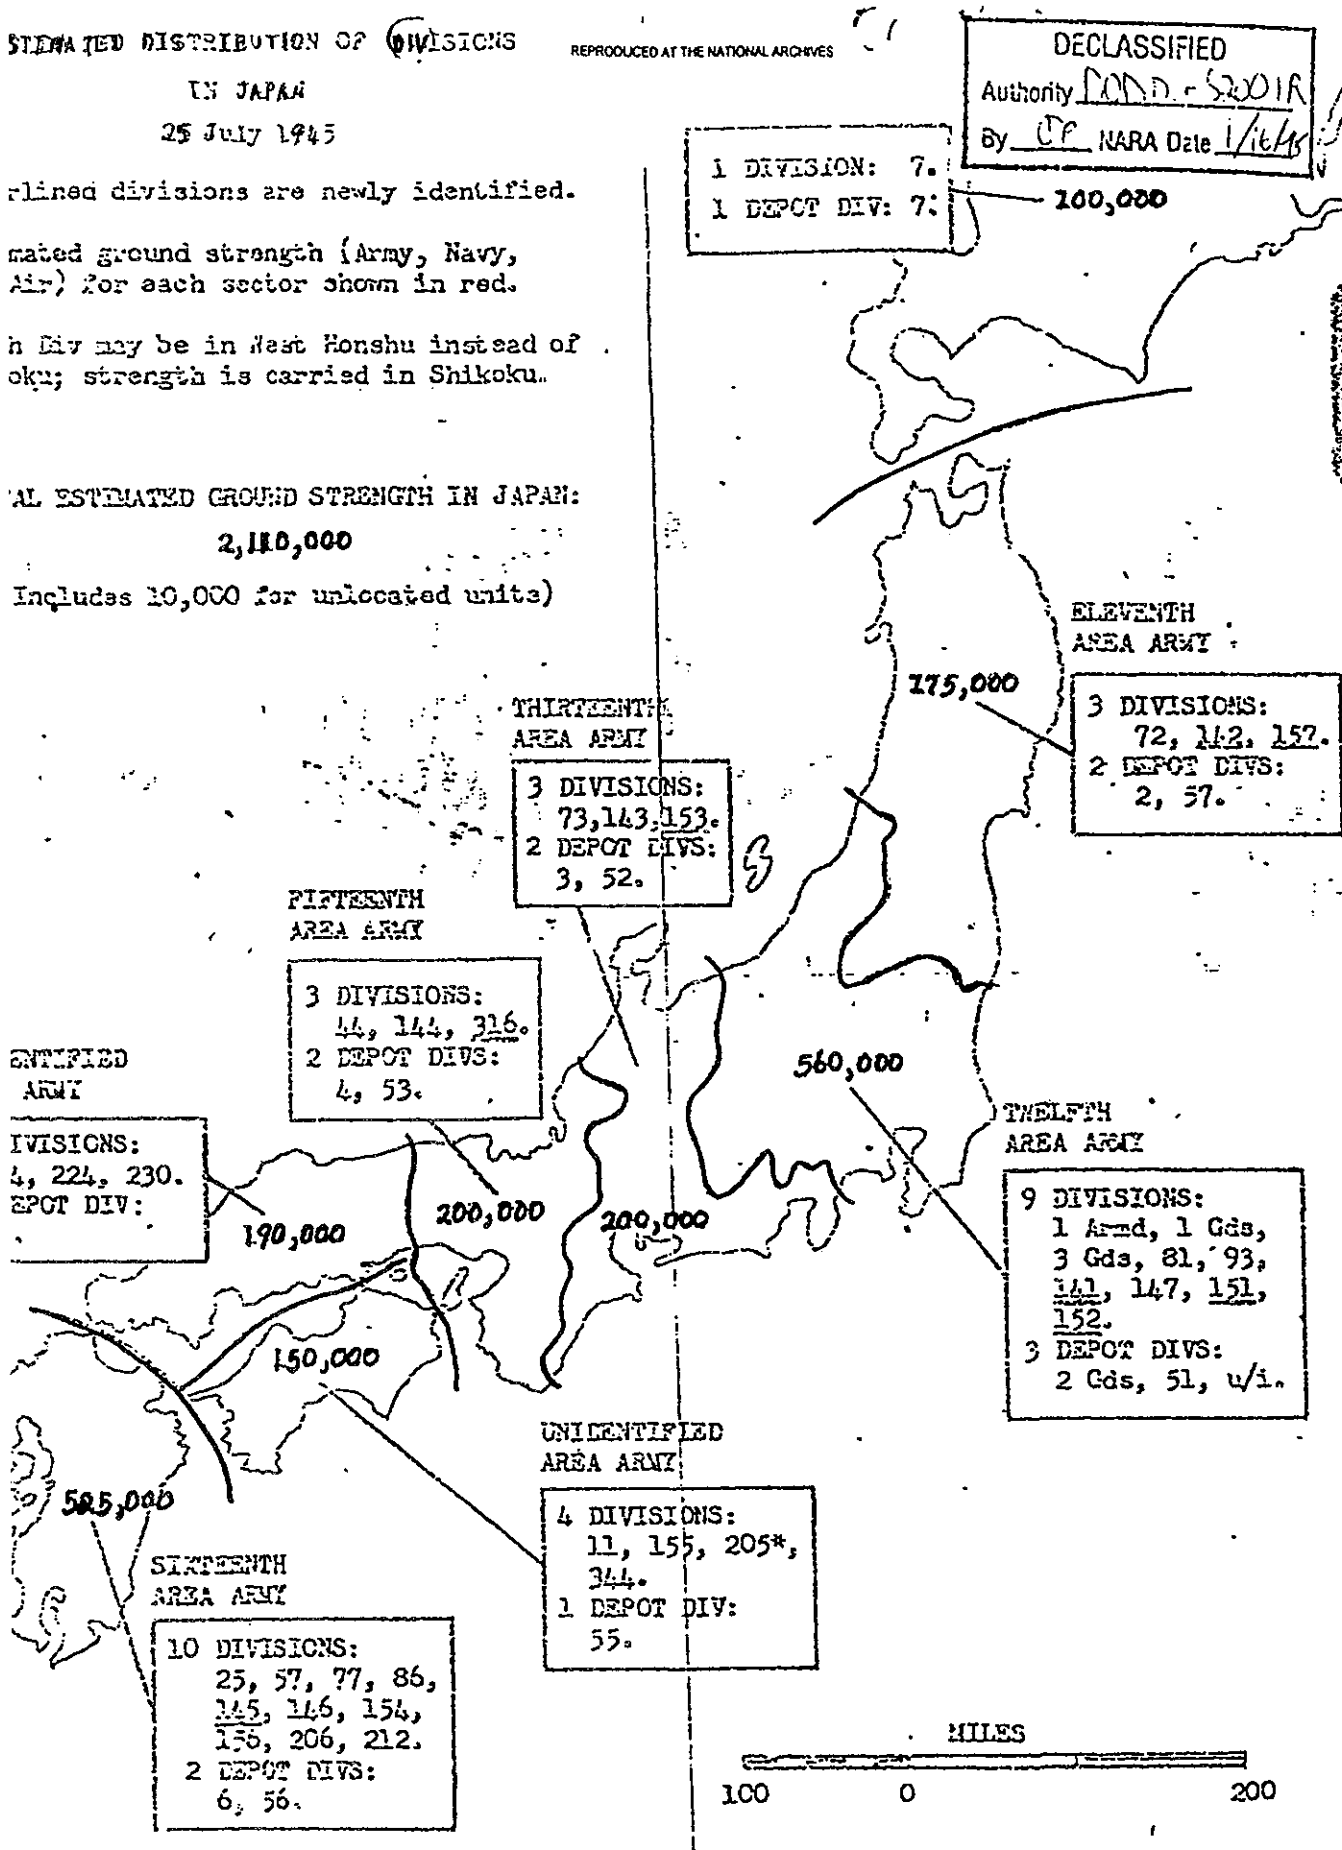 STIMATED DISTRIBUTION OF DIVISIONS
IN JAPAN
25 July 1945
REPRODUCED AT THE NATIONAL ARCHIVES
DECLASSIFIED
Authority
By CP NARA Date
rlined divisions are newly identified.
mated ground strength (Army, Navy,
Air) for each sector shown in red.
h Div may be in West Honshu instead of
oku; strength is carried in Shikoku.
AL ESTIMATED GROUND STRENGTH IN JAPAN:
2,110,000
Includes 10,000 for unlocated units)
1 DIVISION: 7.
1 DEPOT DIV: 7.
100,000
ELEVENTH
AREA ARMY
175,000
3 DIVISIONS:
72, 142, 157.
2 DEPOT DIVS:
2, 57.
THIRTEENTH
AREA ARMY
3 DIVISIONS:
73,143,153.
2 DEPOT DIVS:
3, 52.
FIFTEENTH
AREA ARMY
3 DIVISIONS:
44, 144, 316.
2 DEPOT DIVS:
4, 53.
ENTIFIED
ARMY
IVISIONS:
4, 224, 230.
EPOT DIV:
.
190,000
200,000
200,000
560,000
TWELFTH
AREA ARMY
9 DIVISIONS:
1 Armd, 1 Gds,
3 Gds, 81, 93,
141, 147, 151,
152.
3 DEPOT DIVS:
2 Gds, 51, u/i.
150,000
UNIDENTIFIED
AREA ARMY
4 DIVISIONS:
11, 155, 205*,
344.
1 DEPOT DIV:
55.
SIXTEENTH
AREA ARMY
10 DIVISIONS:
25, 57, 77, 86,
145, 146, 154,
156, 206, 212.
2 DEPOT DIVS:
6, 56.
MILES
100 0 200